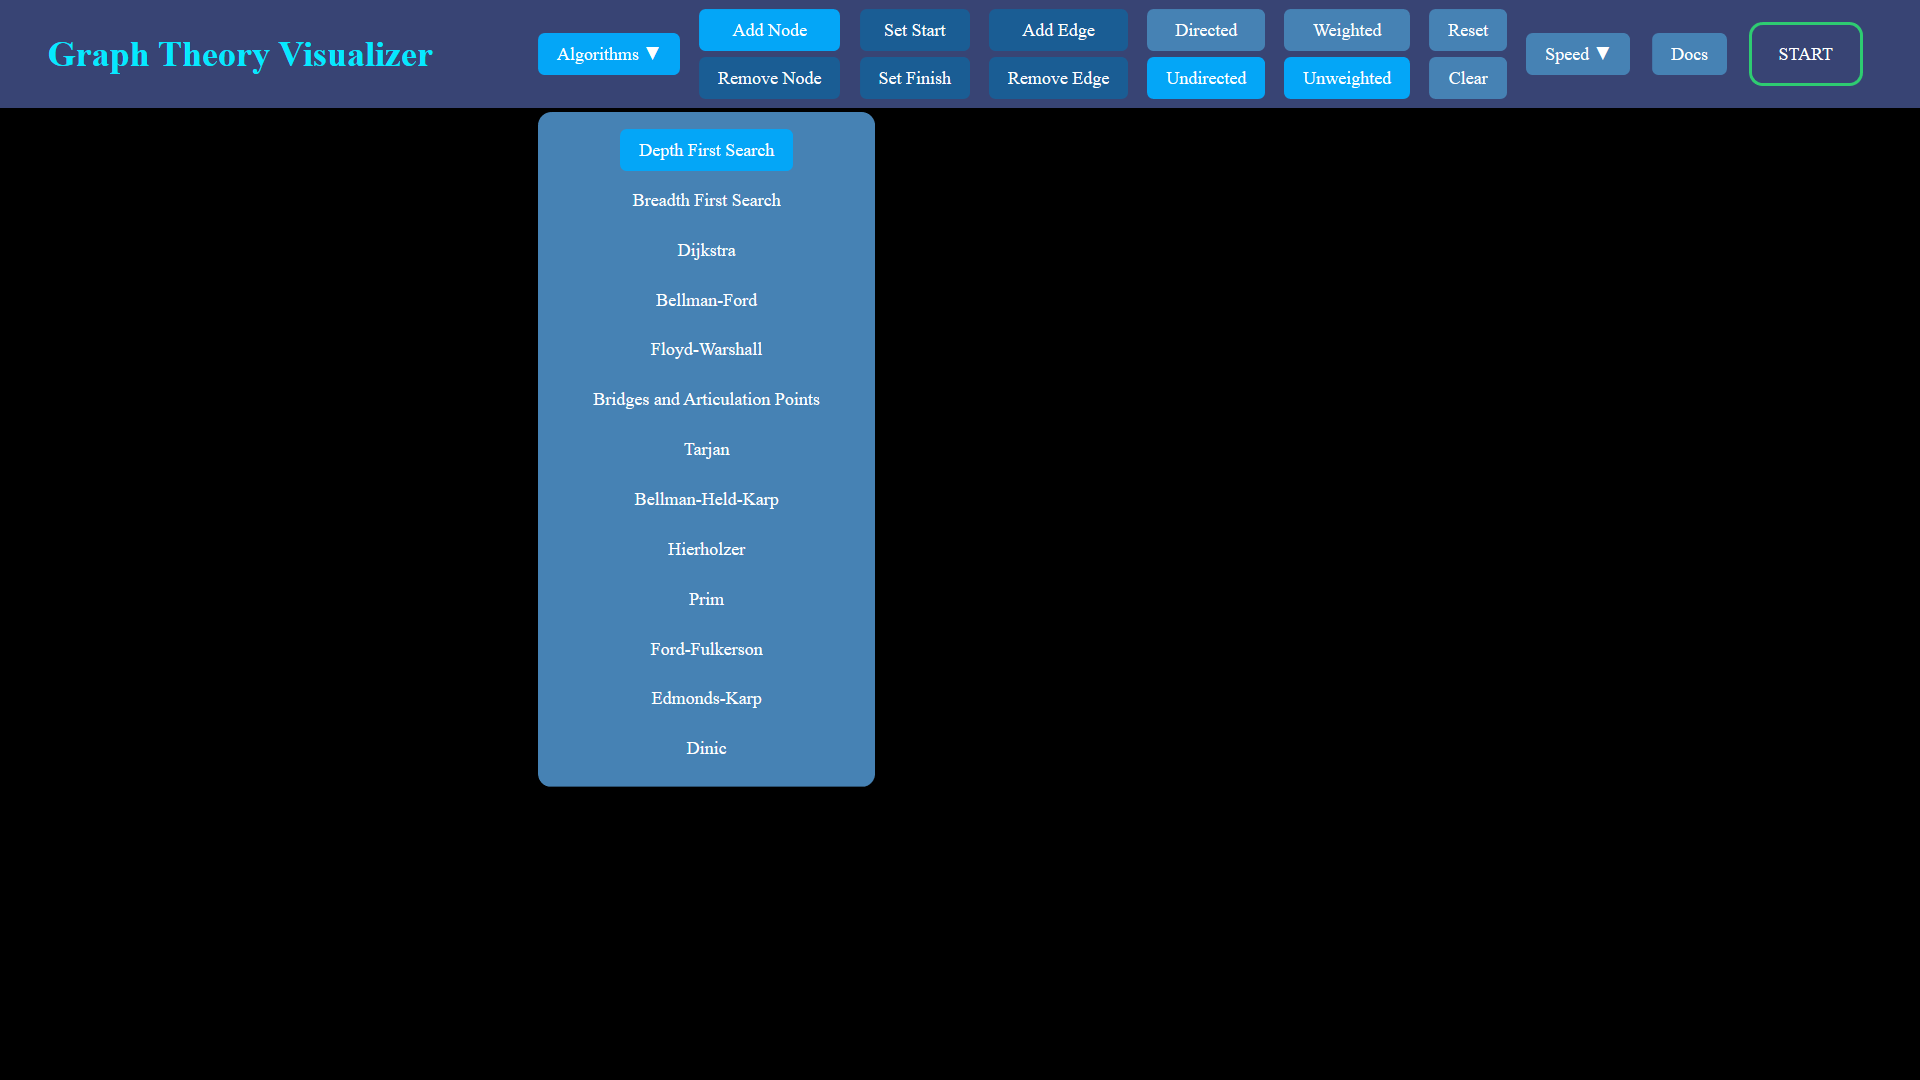 Graph Theory Visualizer
Algorithms ▼
Add Node
Remove Node
Set Start
Set Finish
Add Edge
Remove Edge
Directed
Undirected
Weighted
Unweighted
Reset
Clear
Speed ▼
Docs
START
Depth First Search
Breadth First Search
Dijkstra
Bellman-Ford
Floyd-Warshall
Bridges and Articulation Points
Tarjan
Bellman-Held-Karp
Hierholzer
Prim
Ford-Fulkerson
Edmonds-Karp
Dinic